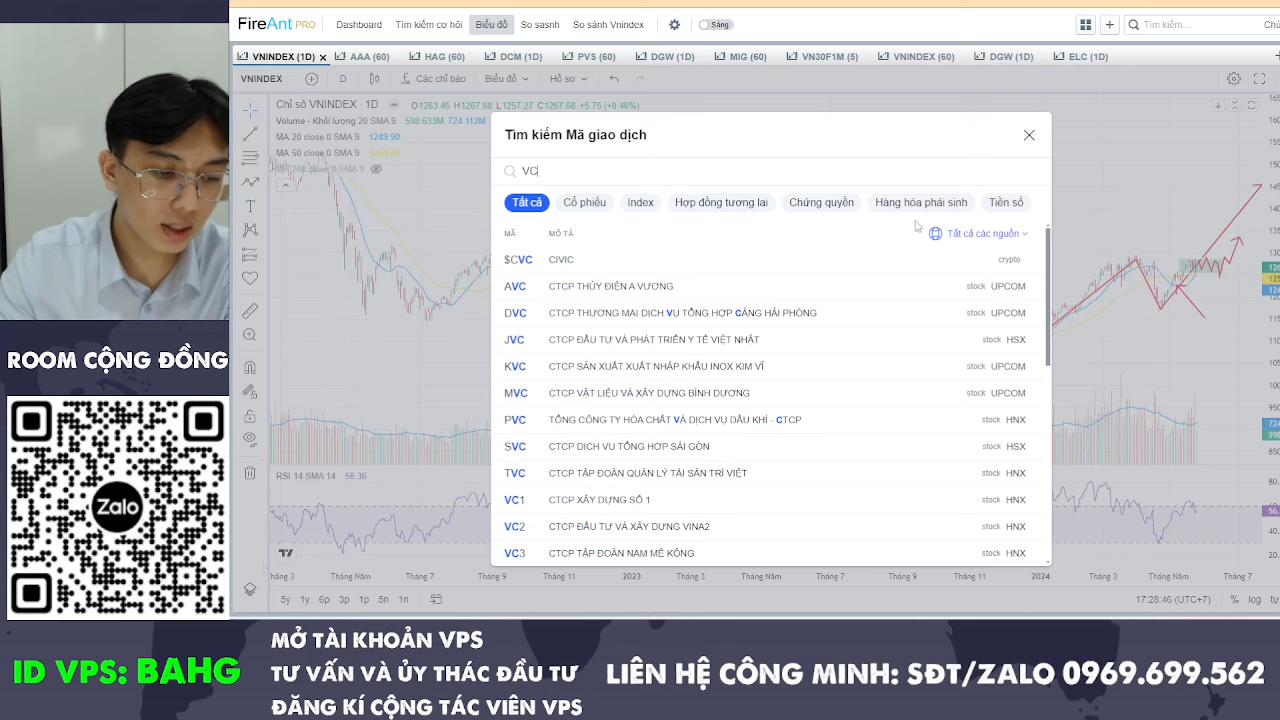 FireAnt PRO Dashboard Tìm kiếm cơ hội Biểu đồ So sasnh So sánh Vnindex Sáng Tìm kiếm... Chứ
VNINDEX (1D) AAA (60) HAG (60) DCM (1D) PVS (60) DGW (1D) MIG (60) VN30F1M (5) VNINDEX (60) DGW (1D) ELC (1D)
VNINDEX D Các chỉ báo Biểu đồ Hồ sơ
Chỉ số VNINDEX · 1D O1263.46 H1267.68 L1257.27 C1267.68 +5.75 (+0.46%)
Volume - Khối lượng 20 SMA 9 598.633M 724.112M
MA 20 close 0 SMA 9 1249.90
MA 50 close 0 SMA 9
Tìm kiếm Mã giao dịch
VC
Tất cả Cổ phiếu Index Hợp đồng tương lai Chứng quyền Hàng hóa phái sinh Tiền số
MÃ MÔ TẢ Tất cả các nguồn
$CVC CIVIC crypto
AVC CTCP THỦY ĐIỆN A VƯƠNG stock UPCOM
DVC CTCP THƯƠNG MẠI DỊCH VỤ TỔNG HỢP CẢNG HẢI PHÒNG stock UPCOM
JVC CTCP ĐẦU TƯ VÀ PHÁT TRIỂN Y TẾ VIỆT NHẬT stock HSX
KVC CTCP SẢN XUẤT XUẤT NHẬP KHẨU INOX KIM VĨ stock UPCOM
MVC CTCP VẬT LIỆU VÀ XÂY DỰNG BÌNH DƯƠNG stock UPCOM
PVC TỔNG CÔNG TY HÓA CHẤT VÀ DỊCH VỤ DẦU KHÍ - CTCP stock HNX
SVC CTCP DỊCH VỤ TỔNG HỢP SÀI GÒN stock HSX
TVC CTCP TẬP ĐOÀN QUẢN LÝ TÀI SẢN TRÍ VIỆT stock HNX
VC1 CTCP XÂY DỰNG SỐ 1 stock HNX
VC2 CTCP ĐẦU TƯ VÀ XÂY DỰNG VINA2 stock HNX
VC3 CTCP TẬP ĐOÀN NAM MÊ KÔNG stock HNX
RSI 14 SMA 14 56.36
háng 3 Tháng Năm Tháng 7 Tháng 9 Tháng 11 2023 Tháng 3 Tháng Năm Tháng 7 Tháng 9 Tháng 11 2024 Tháng 3 Tháng Năm Tháng 7
5y 1y 6p 3p 1p 5n 1n 17:28:46 (UTC+7) % log tự
ROOM CỘNG ĐỒNG
Zalo
ID VPS: BAHG
MỞ TÀI KHOẢN VPS
TƯ VẤN VÀ ỦY THÁC ĐẦU TƯ
ĐĂNG KÍ CỘNG TÁC VIÊN VPS
LIÊN HỆ CÔNG MINH: SĐT/ZALO 0969.699.562